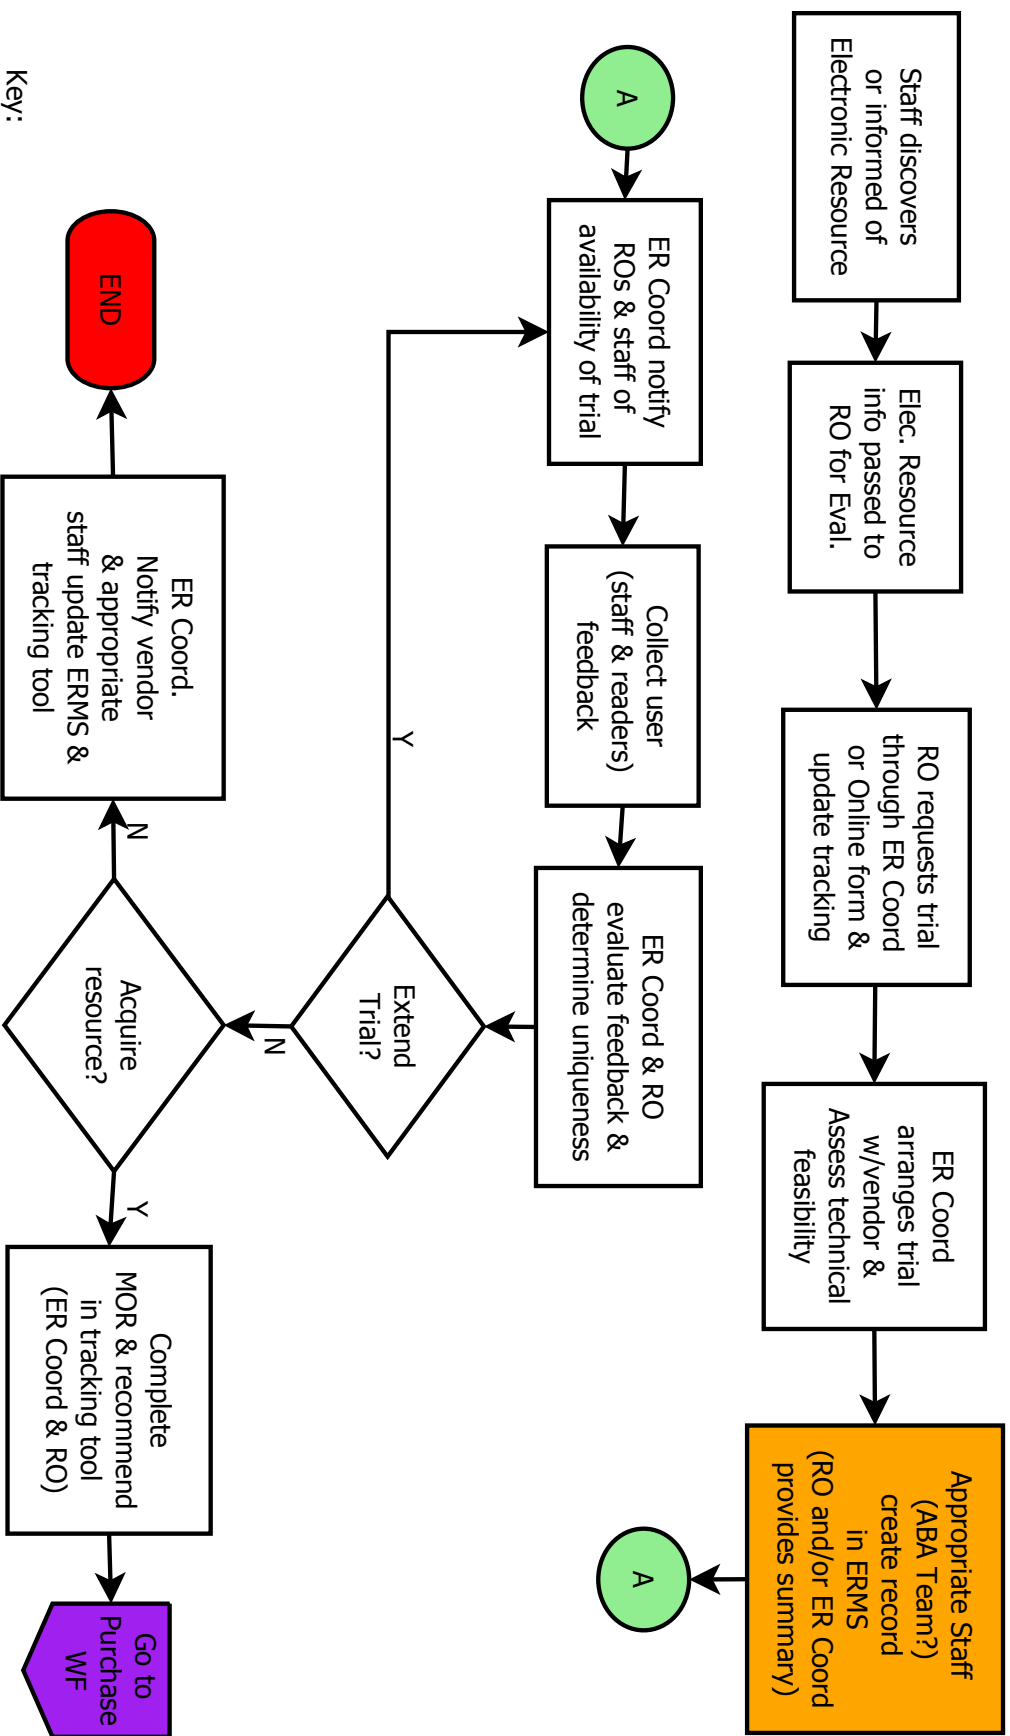 Staff discovers
or informed of
Electronic Resource
Elec. Resource
info passed to
RO for Eval.
RO requests trial
through ER Coord
or Online form &
update tracking
ER Coord
arranges trial
w/vendor &
Assess technical
feasibility
Appropriate Staff
(ABA Team?)
create record
in ERMS
(RO and/or ER Coord
provides summary)
A
A
ER Coord notify
ROs & staff of
availability of trial
Collect user
(staff & readers)
feedback
ER Coord & RO
evaluate feedback &
determine uniqueness
Extend
Trial?
Y
N
Acquire
resource?
N
Y
ER Coord.
Notify vendor
& appropriate
staff update ERMS &
tracking tool
END
Complete
MOR & recommend
in tracking tool
(ER Coord & RO)
Go to
Purchase
WF
Key: